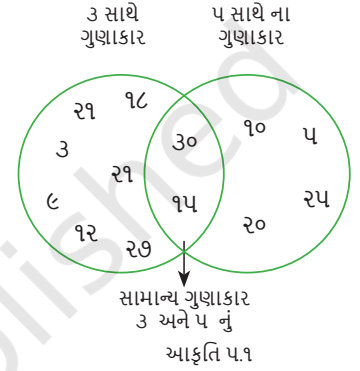 ૩ સાથે
ગુણાકાર
૫ સાથે ના
ગુણાકાર
૨૧ ૧૮
૩
૨૧
૯
૧૨
૨૭
૩૦
૧૫
૧૦
૫
૨૫
૨૦
સામાન્ય ગુણાકાર
૩ અને ૫ નું
આકૃતિ ૫.૧